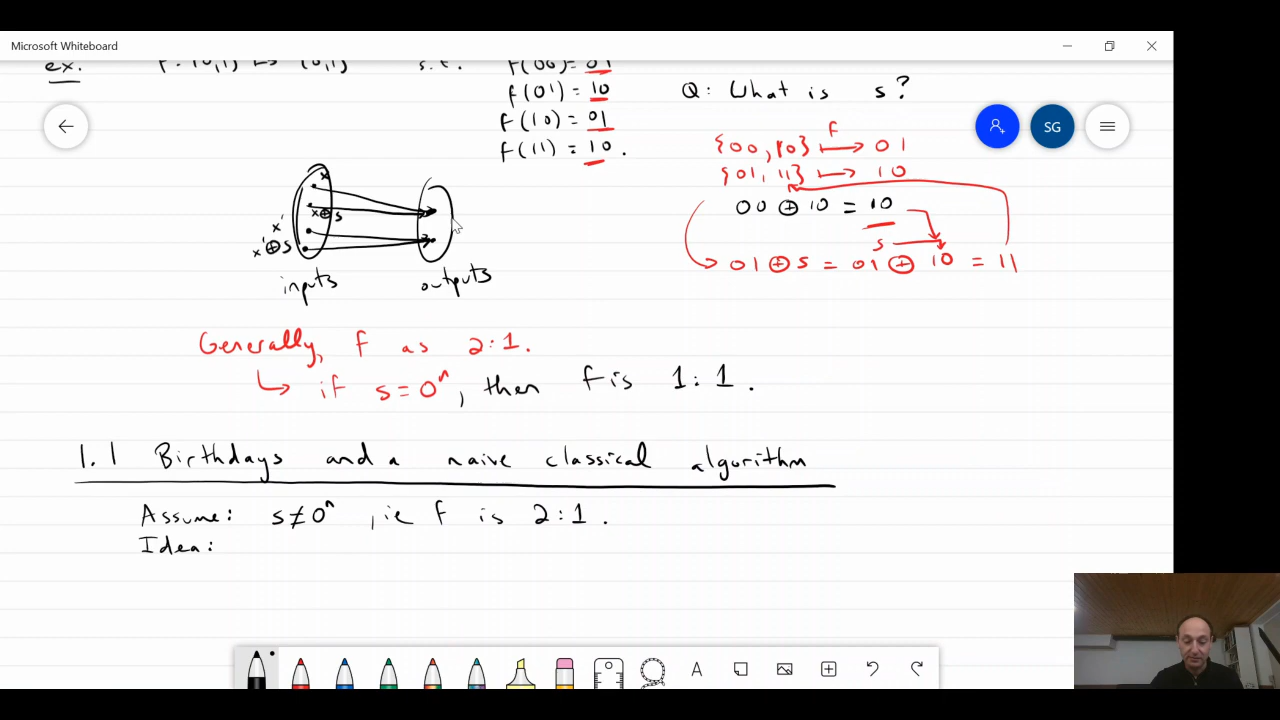 Microsoft Whiteboard
ex. s.t. f(00) = 01
f(01) = 10
f(10) = 01
f(11) = 10.
Q: What is s?
SG
{00, 10} f ↦ 01
{01, 11} ↦ 10
00 ⊕ 10 = 10
s
01 ⊕ s = 01 ⊕ 10 = 11
x
x ⊕ s
x'
x' ⊕ s
inputs outputs
Generally, f as 2:1.
↳ if s = 0ⁿ, then f is 1:1.
1.1 Birthdays and a naive classical algorithm
Assume: s ≠ 0ⁿ, ie f is 2:1.
Idea:
A